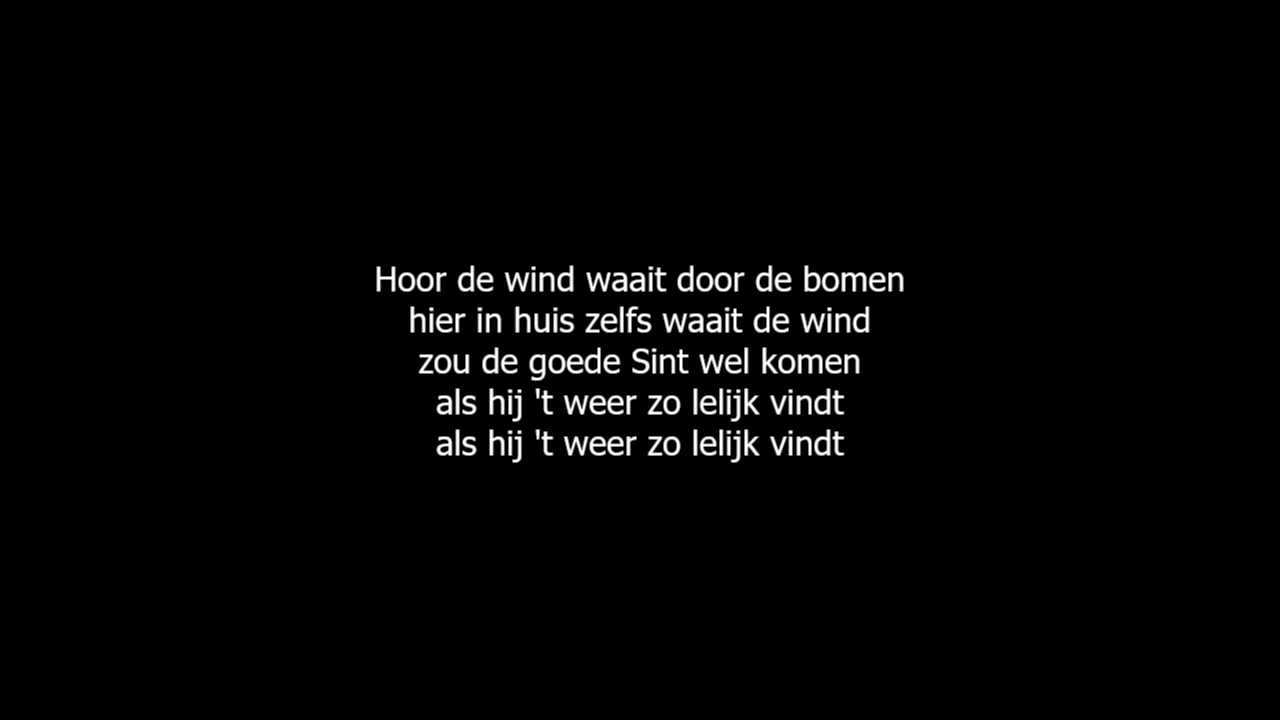 Hoor de wind waait door de bomen
hier in huis zelfs waait de wind
zou de goede Sint wel komen
als hij 't weer zo lelijk vindt
als hij 't weer zo lelijk vindt